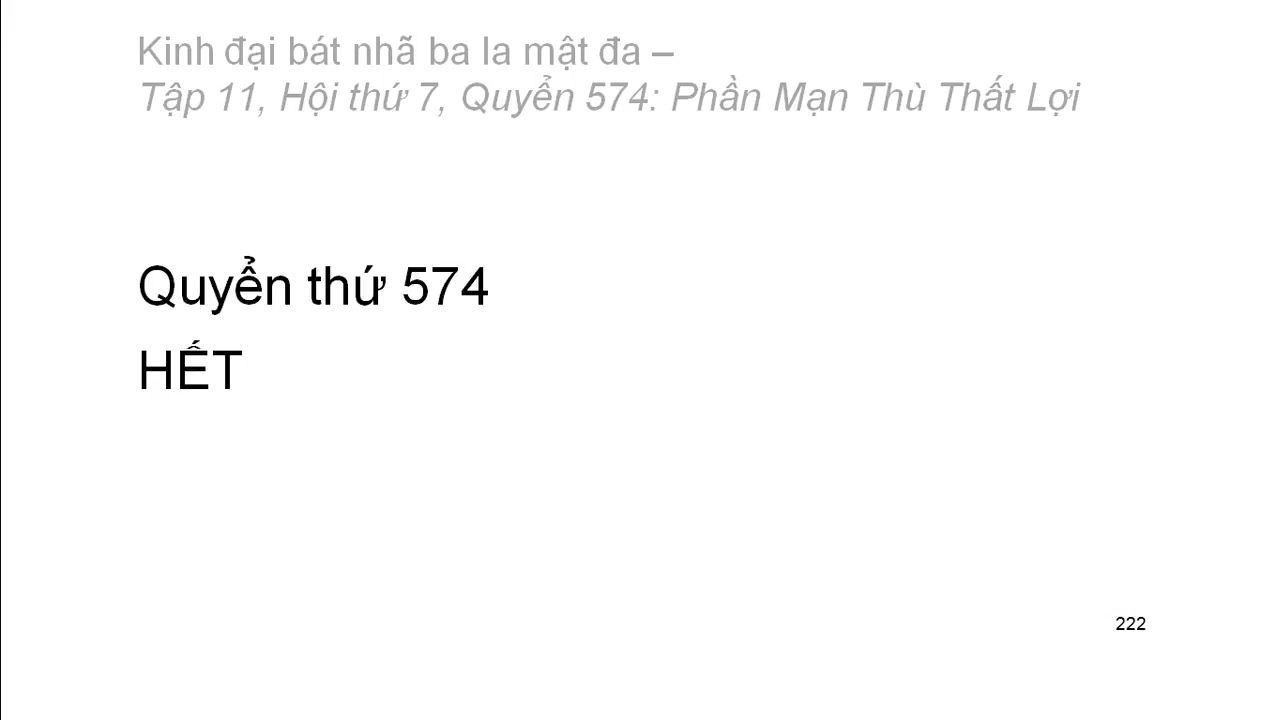 Kinh đại bát nhã ba la mật đa –
Tập 11, Hội thứ 7, Quyển 574: Phần Mạn Thù Thất Lợi
Quyển thứ 574
HẾT
222